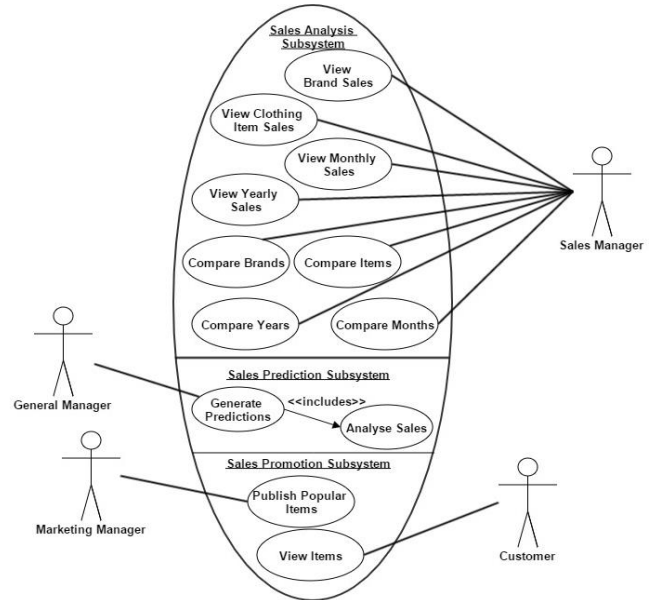 Sales Analysis
Subsystem
View
Brand Sales
View Clothing
Item Sales
View Monthly
Sales
View Yearly
Sales
Sales Manager
Compare Brands
Compare Items
Compare Years
Compare Months
Sales Prediction Subsystem
General Manager
Generate
Predictions
<<includes>>
Analyse Sales
Sales Promotion Subsystem
Publish Popular
Items
Marketing Manager
View Items
Customer